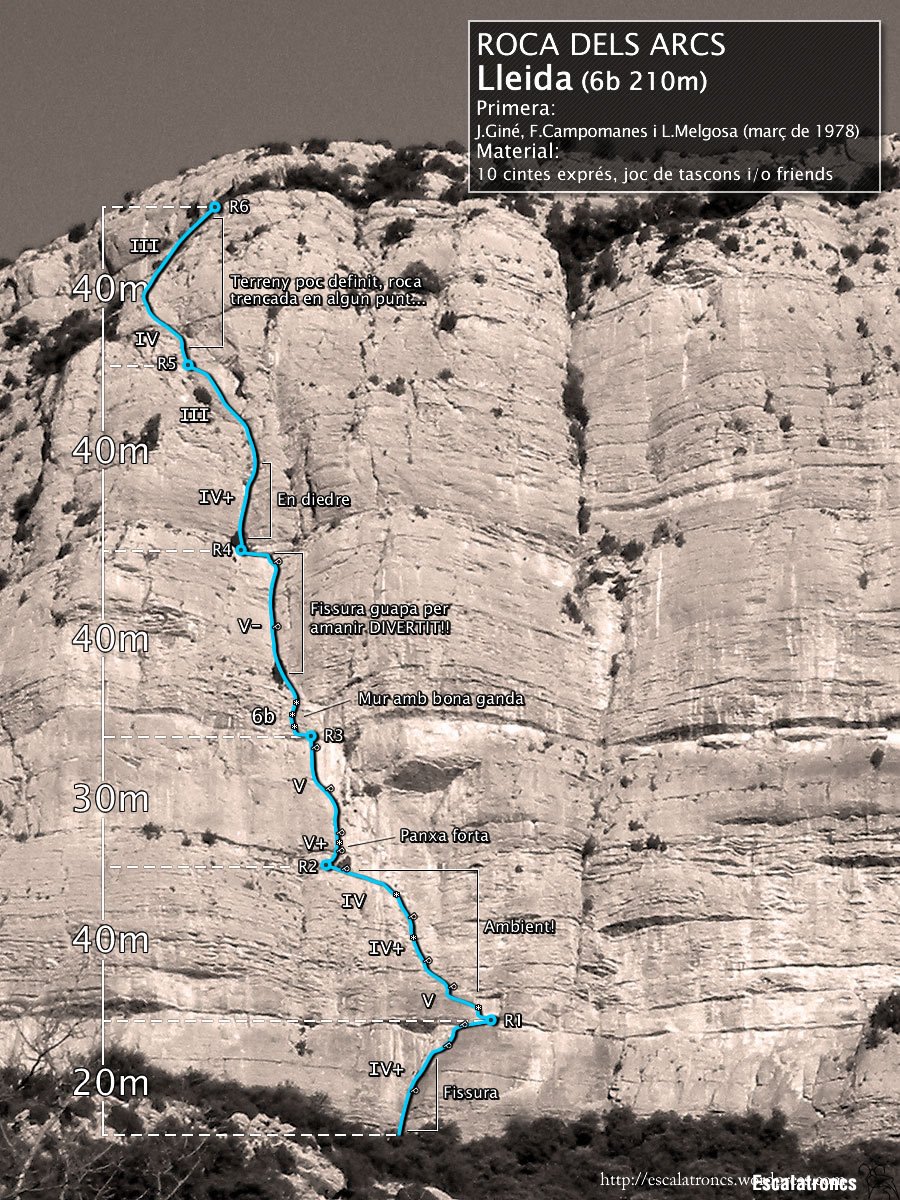 ROCA DELS ARCS
Lleida (6b 210m)
Primera:
J.Giné, F.Campomanes i L.Melgosa (març de 1978)
Material:
10 cintes exprés, joc de tascons i/o friends
R6
III
40m
Terreny poc definit, roca
trencada en algun punt...
IV
R5
III
40m
IV+
En diedre
R4
Fissura guapa per
amanir DIVERTIT!!
V-
40m
Mur amb bona ganda
6b
R3
V
30m
Panxa forta
V+
R2
IV
Ambient!
40m
IV+
V
R1
IV+
20m
Fissura
http://escalatroncs.wordpress.com
Escalatroncs